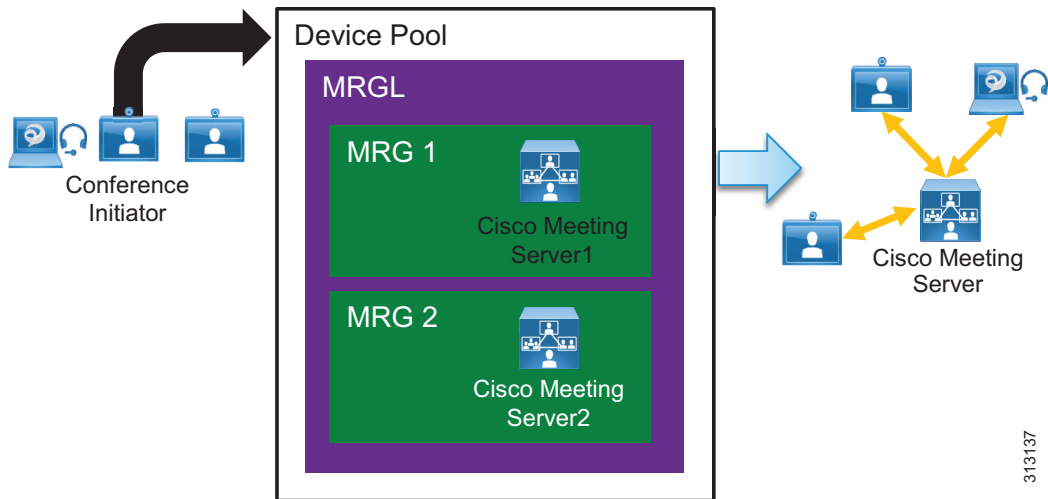 Device Pool
MRGL
MRG 1
Cisco Meeting
Server1
MRG 2
Cisco Meeting
Server2
Conference
Initiator
Cisco Meeting
Server
313137